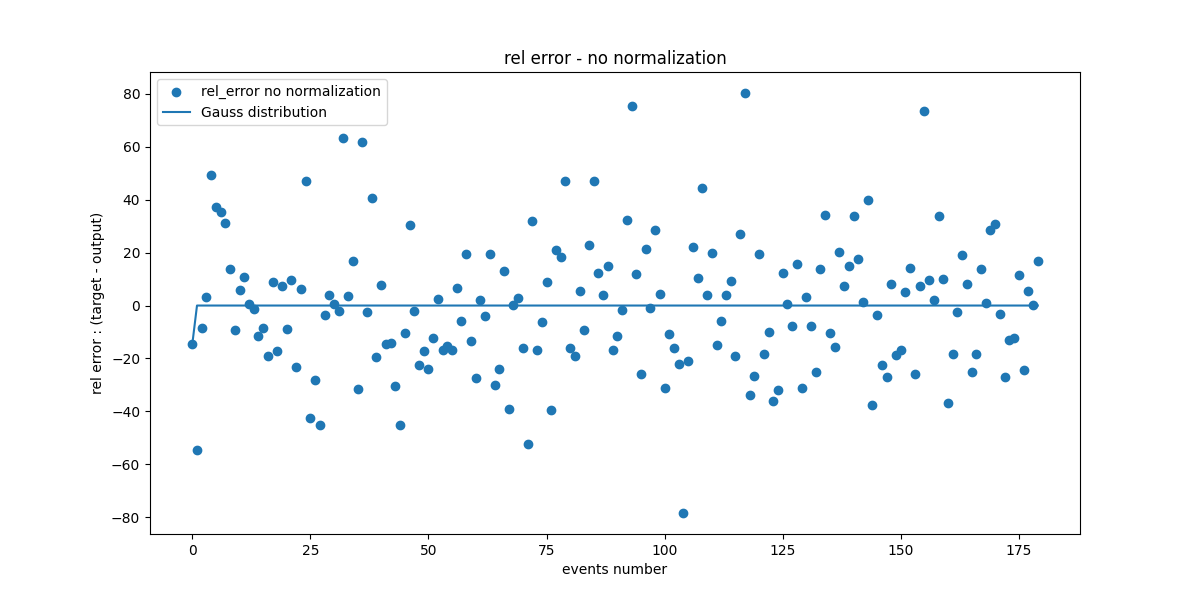 rel error - no normalization
rel_error no normalization
Gauss distribution
rel error : (target - output)
80
60
40
20
0
−20
−40
−60
−80
0 25 50 75 100 125 150 175
events number